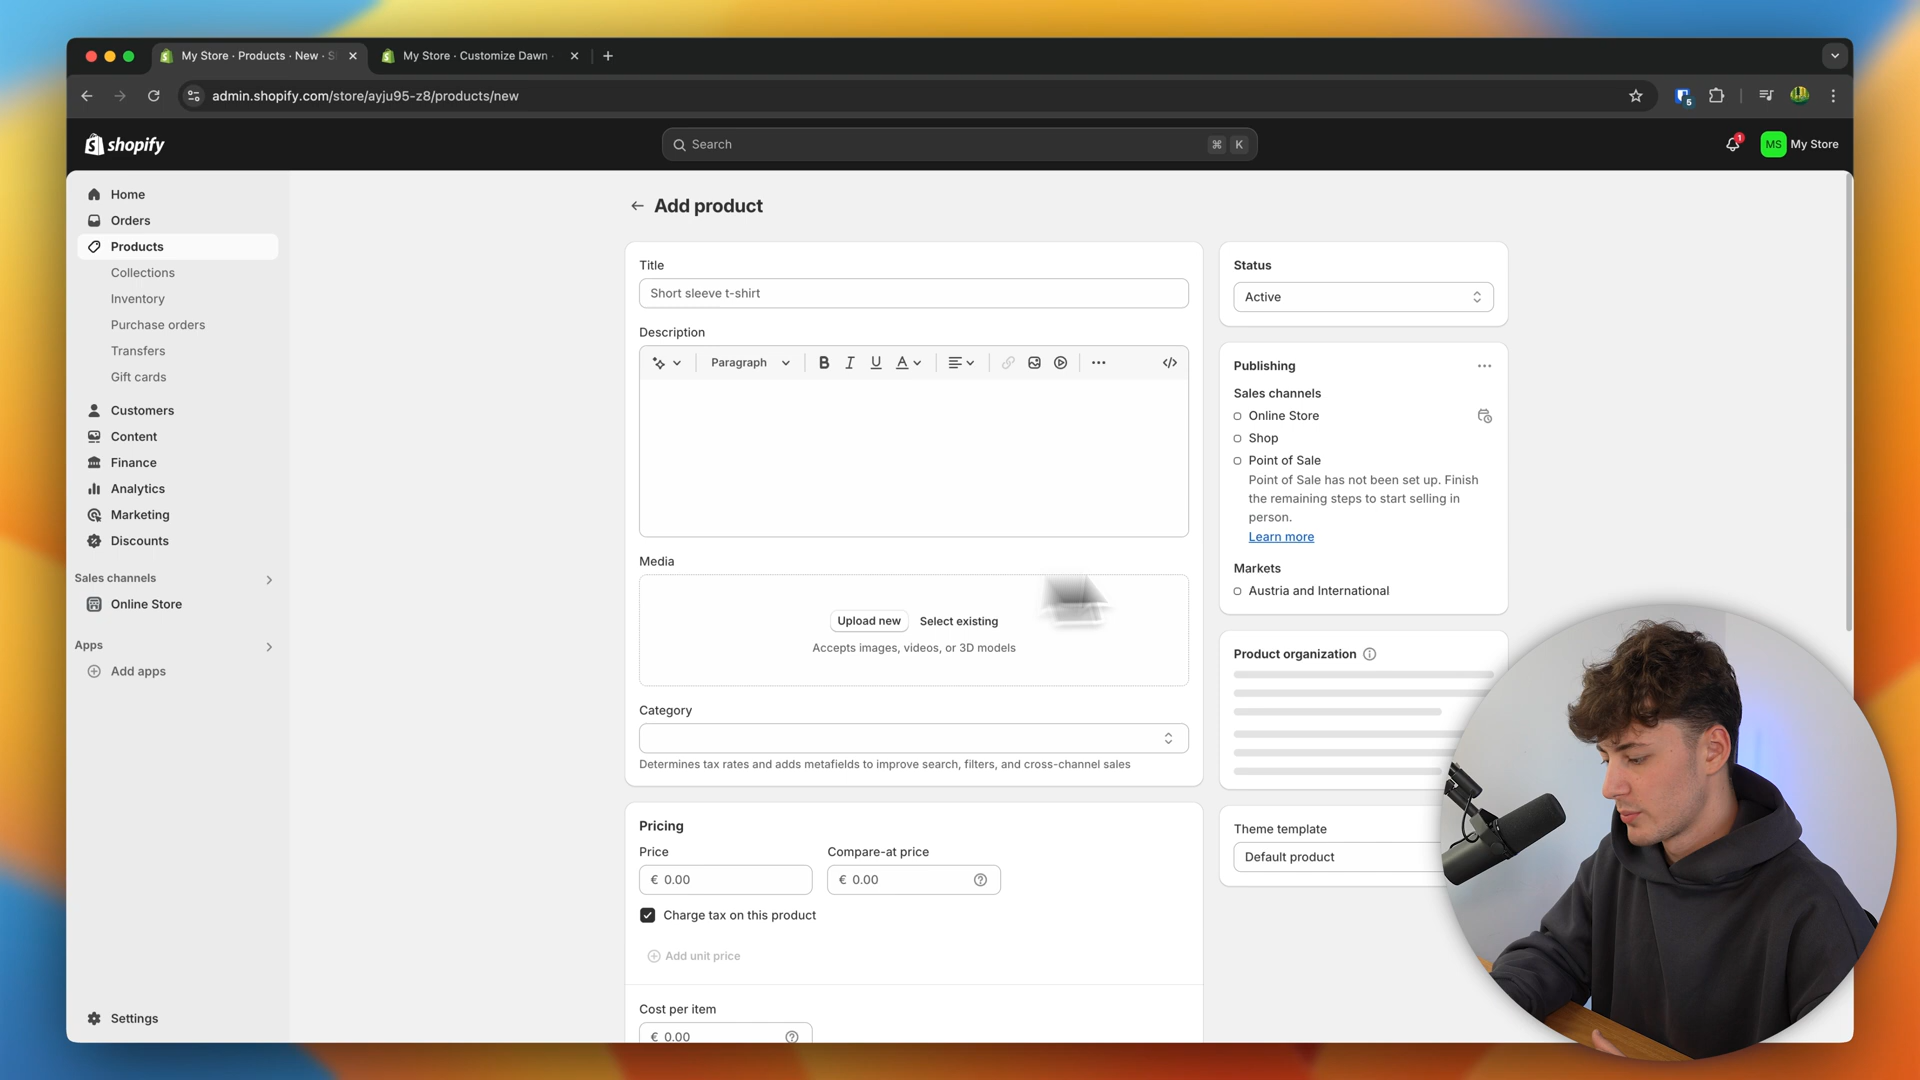 My Store · Products · New · S
My Store · Customize Dawn ·
admin.shopify.com/store/ayju95-z8/products/new
5
shopify
Search
⌘ K
1
MS
My Store
Home
Orders
Products
Collections
Inventory
Purchase orders
Transfers
Gift cards
Customers
Content
Finance
Analytics
Marketing
Discounts
Sales channels
Online Store
Apps
Add apps
Settings
Add product
Title
Short sleeve t-shirt
Description
Paragraph
B I U A
Media
Upload new
Select existing
Accepts images, videos, or 3D models
Category
Determines tax rates and adds metafields to improve search, filters, and cross-channel sales
Pricing
Price
Compare-at price
€ 0.00
€ 0.00
Charge tax on this product
Add unit price
Cost per item
€ 0.00
Status
Active
Publishing
Sales channels
Online Store
Shop
Point of Sale
Point of Sale has not been set up. Finish
the remaining steps to start selling in
person.
Learn more
Markets
Austria and International
Product organization
Theme template
Default product